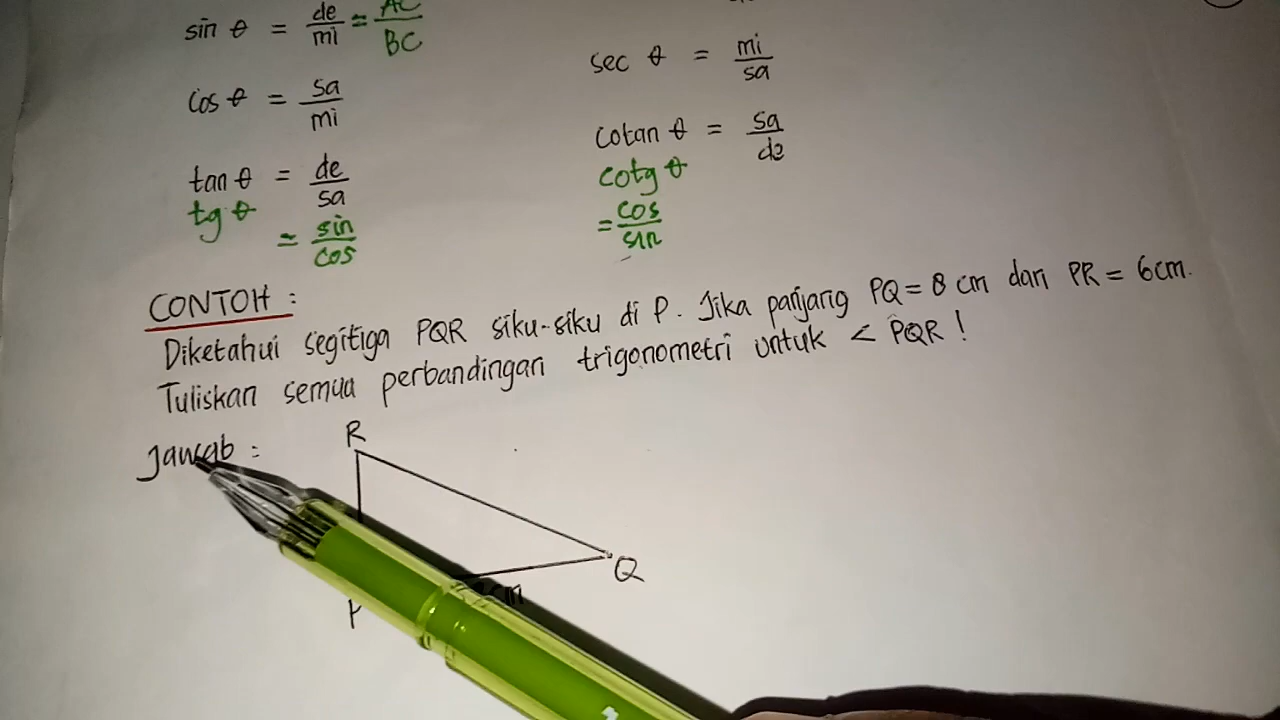 sin θ = de/mi = AC/BC
cos θ = sa/mi
tan θ = de/sa
tg θ
= sin/cos
sec θ = mi/sa
cotan θ = sa/de
cotg θ
= cos/sin
CONTOH :
Diketahui segitiga PQR siku-siku di P. Jika panjang PQ = 8 cm dan PR = 6cm.
Tuliskan semua perbandingan trigonometri untuk < PQR !
Jawab :
R
Q
cm